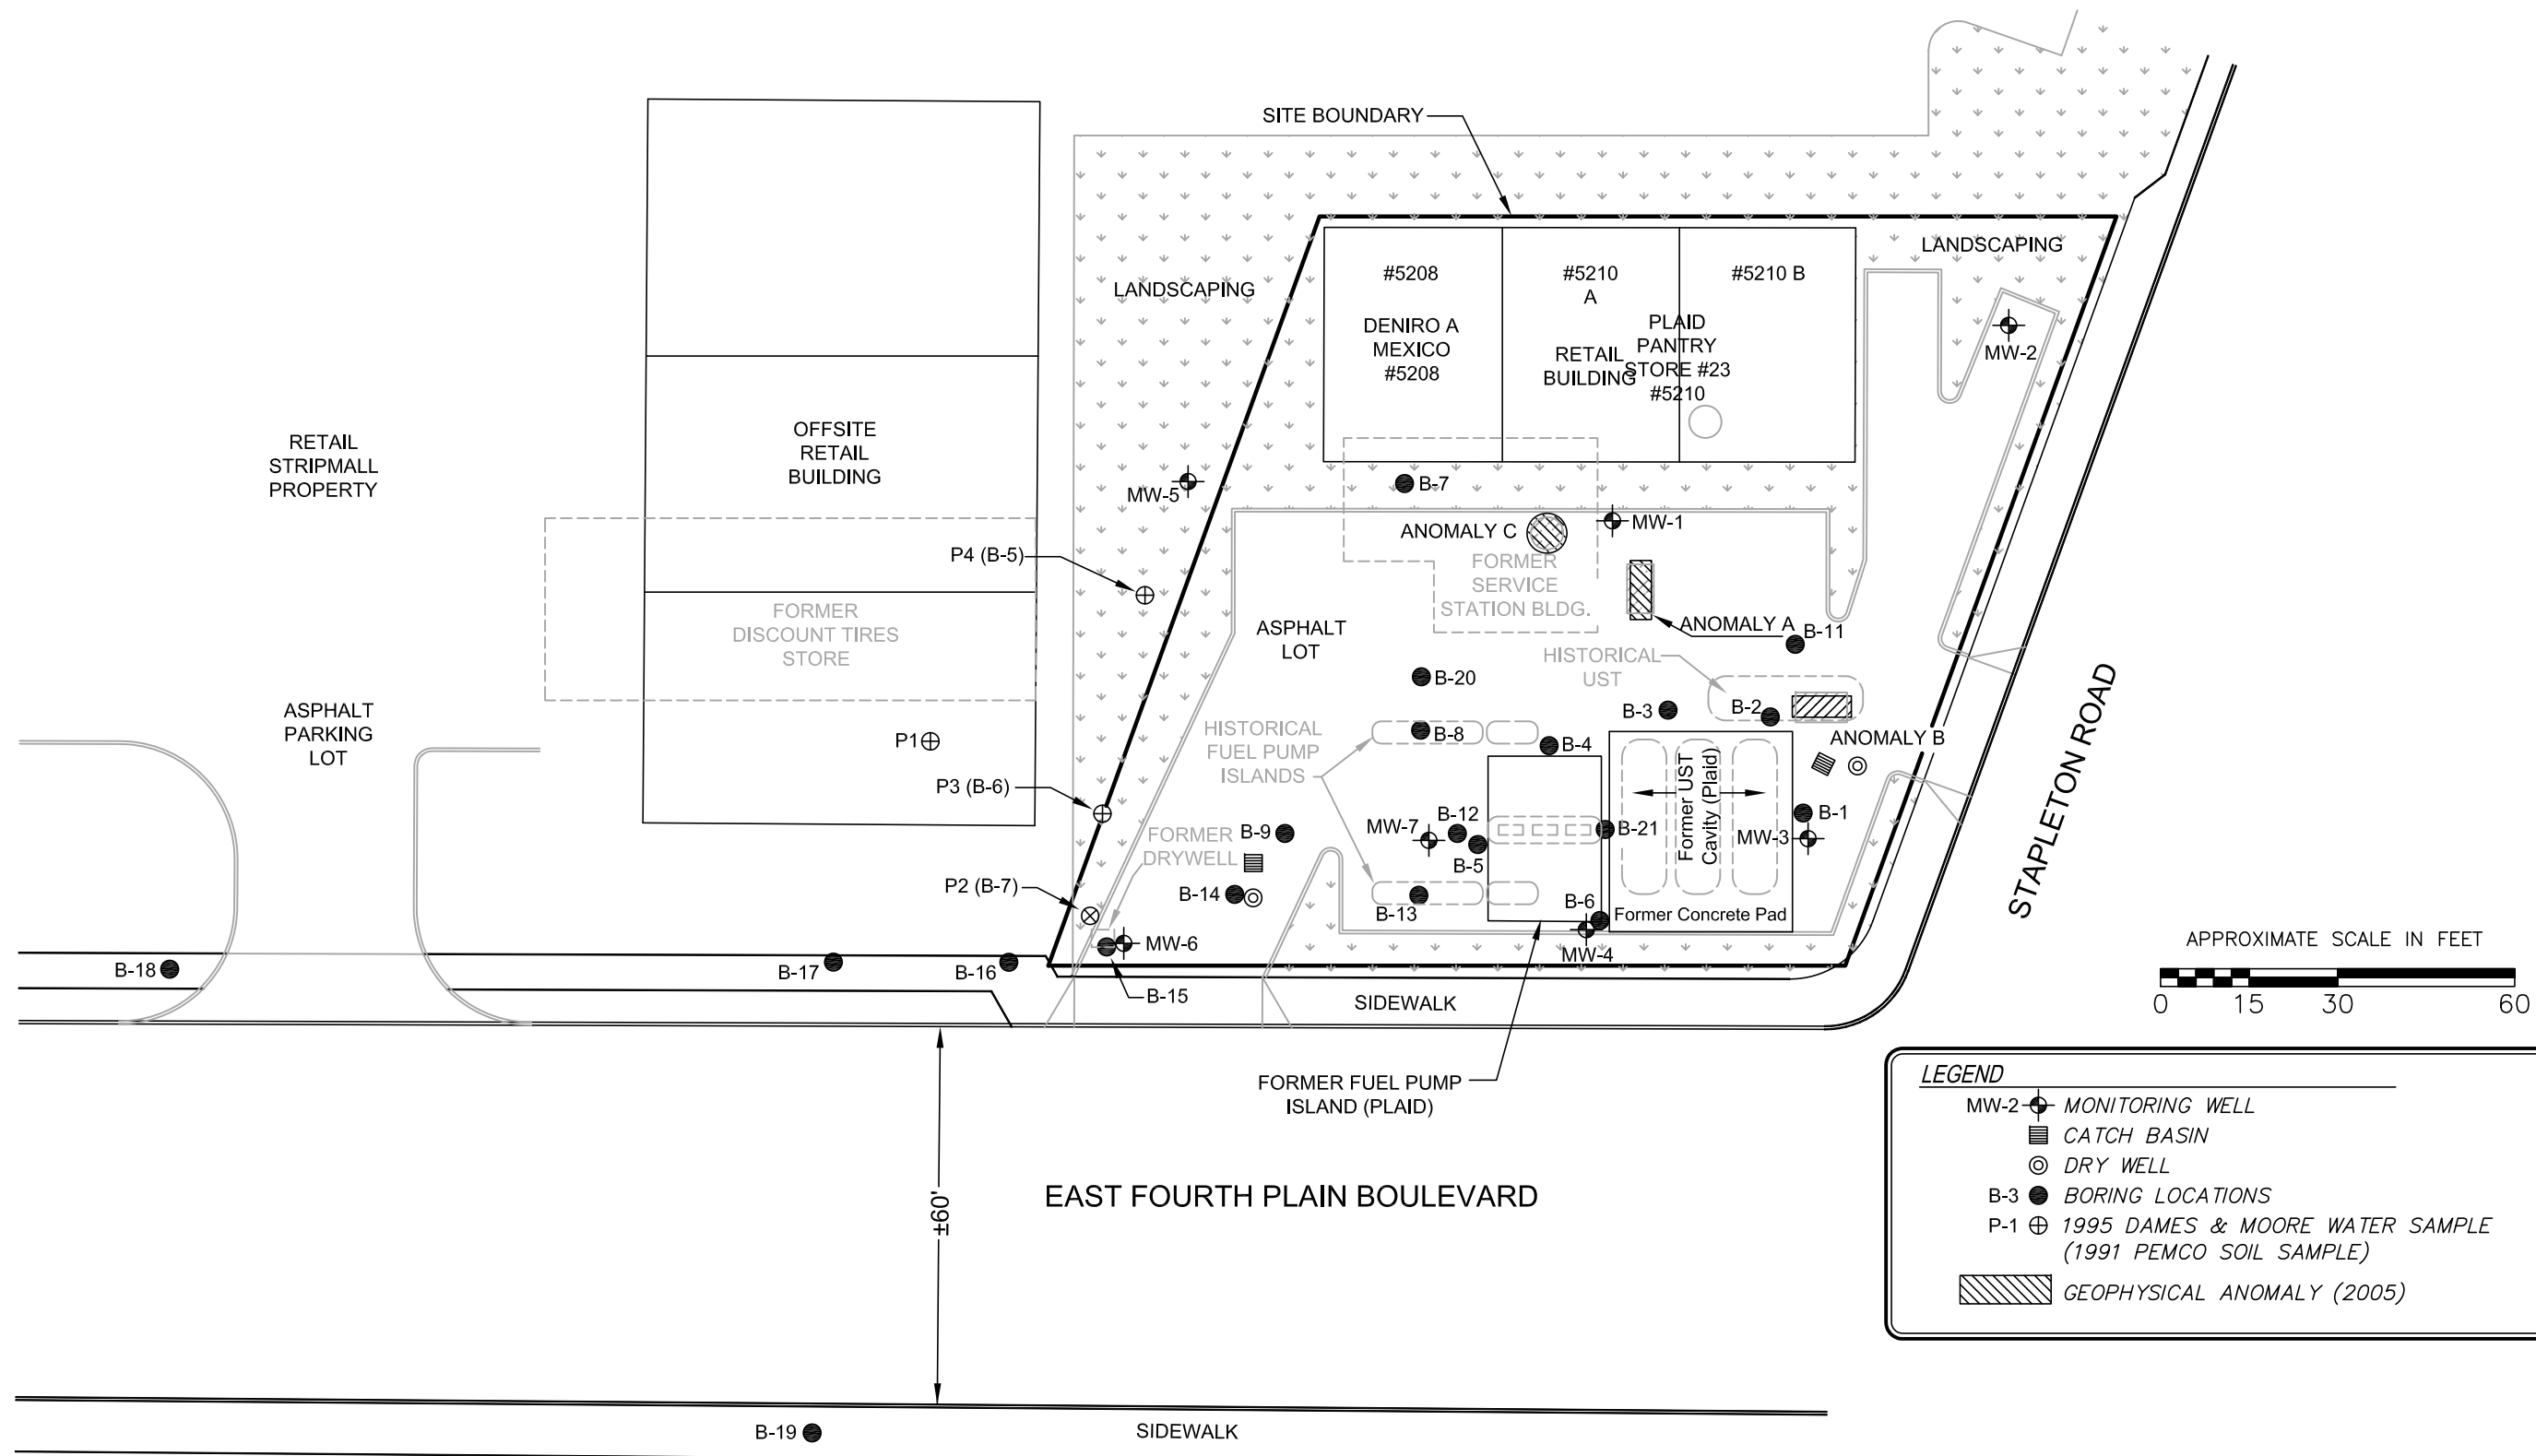 SITE BOUNDARY
LANDSCAPING
LANDSCAPING
#5208
DENIRO A
MEXICO
#5208
#5210
A
RETAIL
BUILDING
#5210 B
PLAID
PANTRY
STORE #23
#5210
MW-2
RETAIL
STRIPMALL
PROPERTY
OFFSITE
RETAIL
BUILDING
MW-5
B-7
ANOMALY C
MW-1
P4 (B-5)
FORMER
SERVICE
STATION BLDG.
FORMER
DISCOUNT TIRES
STORE
ASPHALT
LOT
ANOMALY A
B-11
HISTORICAL
UST
B-20
B-3
B-2
ASPHALT
PARKING
LOT
P1
HISTORICAL
FUEL PUMP
ISLANDS
B-8
B-4
ANOMALY B
STAPLETON ROAD
P3 (B-6)
Former UST
Cavity (Plaid)
B-1
FORMER
DRYWELL
B-9
MW-7
B-12
B-21
MW-3
B-5
P2 (B-7)
B-14
B-13
B-6
Former Concrete Pad
MW-6
MW-4
B-18
B-17
B-16
B-15
SIDEWALK
APPROXIMATE SCALE IN FEET
0 15 30 60
FORMER FUEL PUMP
ISLAND (PLAID)
±60'
EAST FOURTH PLAIN BOULEVARD
LEGEND
MW-2 MONITORING WELL
CATCH BASIN
DRY WELL
B-3 BORING LOCATIONS
P-1 1995 DAMES & MOORE WATER SAMPLE
(1991 PEMCO SOIL SAMPLE)
GEOPHYSICAL ANOMALY (2005)
B-19
SIDEWALK